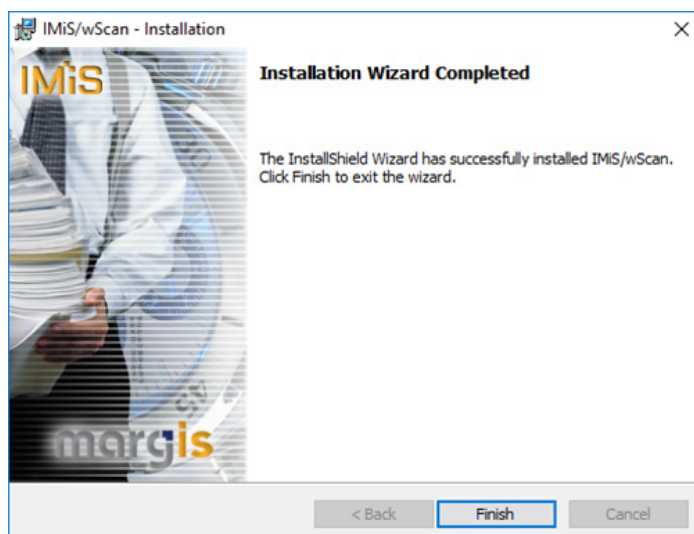 IMiS/wScan - Installation
IMiS
Installation Wizard Completed
The InstallShield Wizard has successfully installed IMiS/wScan.
Click Finish to exit the wizard.
margis
< Back
Finish
Cancel